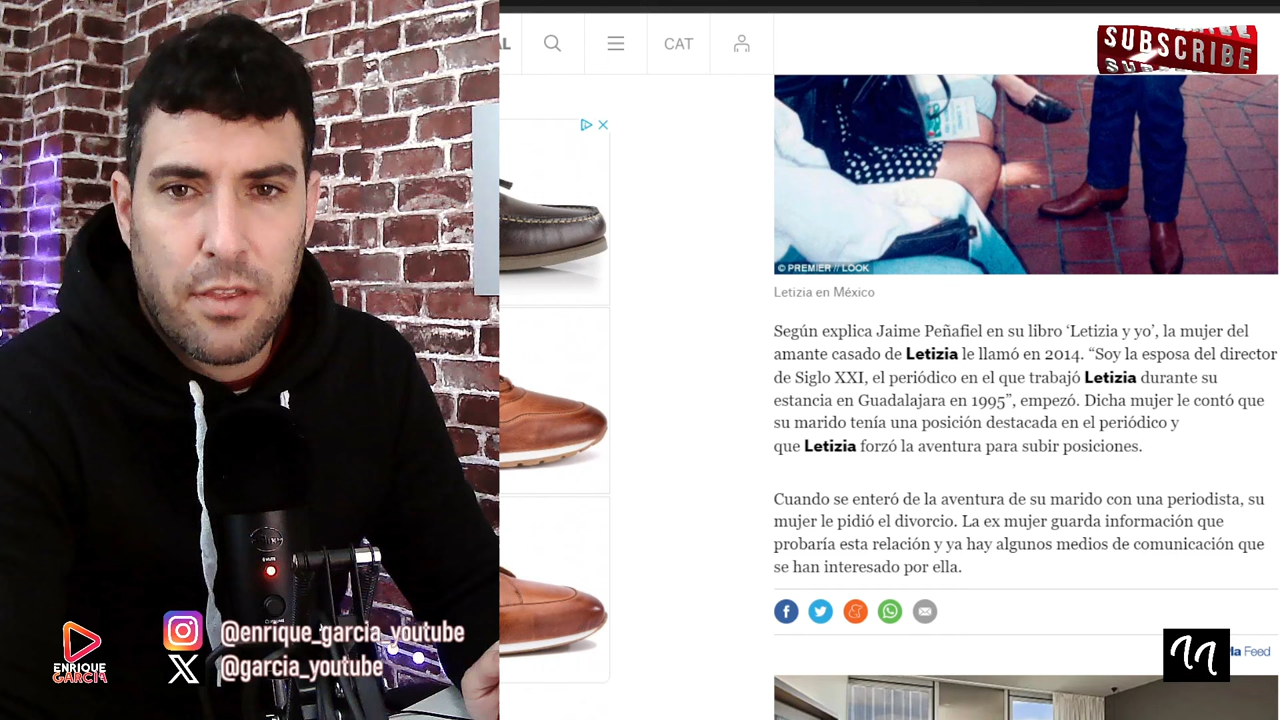 AL
CAT
SUBSCRIBE
© PREMIER // LOOK
Letizia en México
Según explica Jaime Peñafiel en su libro ‘Letizia y yo’, la mujer del
amante casado de Letizia le llamó en 2014. “Soy la esposa del director
de Siglo XXI, el periódico en el que trabajó Letizia durante su
estancia en Guadalajara en 1995”, empezó. Dicha mujer le contó que
su marido tenía una posición destacada en el periódico y
que Letizia forzó la aventura para subir posiciones.
Cuando se enteró de la aventura de su marido con una periodista, su
mujer le pidió el divorcio. La ex mujer guarda información que
probaría esta relación y ya hay algunos medios de comunicación que
se han interesado por ella.
Feed
@enrique_garcia_youtube
@garcia_youtube
ENRIQUE
GARCIA